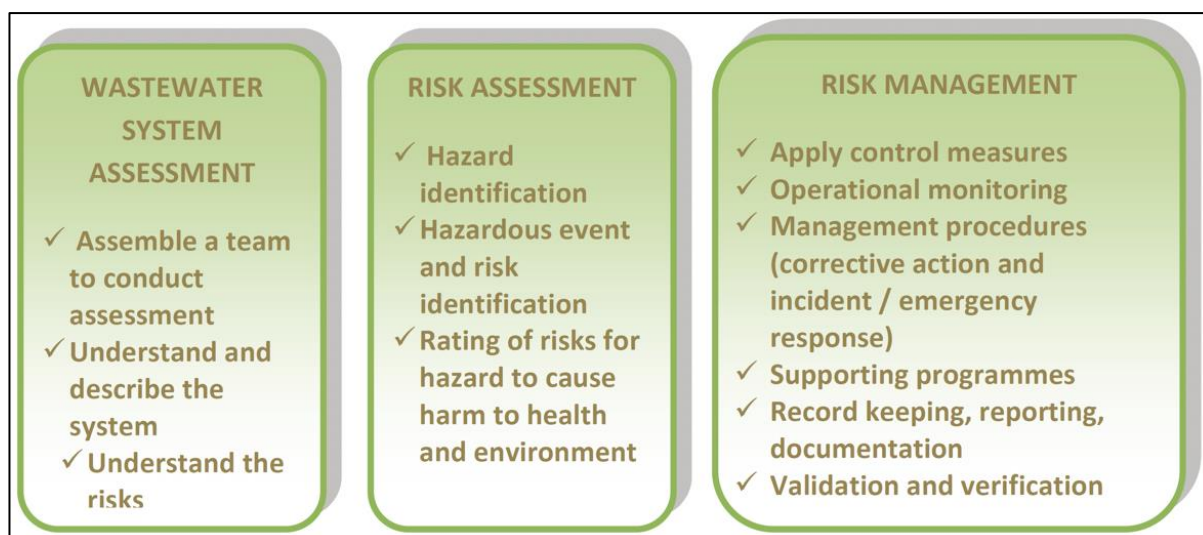 WASTEWATER
SYSTEM
ASSESSMENT
✓ Assemble a team
to conduct
assessment
✓ Understand and
describe the
system
✓ Understand the
risks
RISK ASSESSMENT
✓ Hazard
identification
✓ Hazardous event
and risk
identification
✓ Rating of risks for
hazard to cause
harm to health
and environment
RISK MANAGEMENT
✓ Apply control measures
✓ Operational monitoring
✓ Management procedures
(corrective action and
incident / emergency
response)
✓ Supporting programmes
✓ Record keeping, reporting,
documentation
✓ Validation and verification